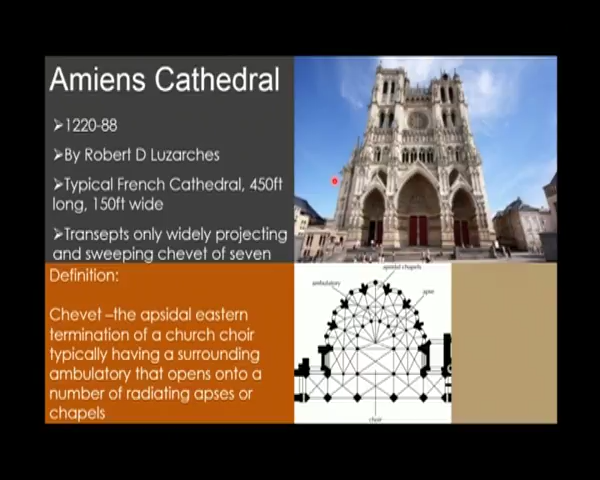 Amiens Cathedral
➢1220-88
➢By Robert D Luzarches
➢Typical French Cathedral, 450ft
long, 150ft wide
➢Transepts only widely projecting
and sweeping chevet of seven
Definition:
Chevet –the apsidal eastern
termination of a church choir
typically having a surrounding
ambulatory that opens onto a
number of radiating apses or
chapels
apsidal chapels
ambulatory
apse
choir